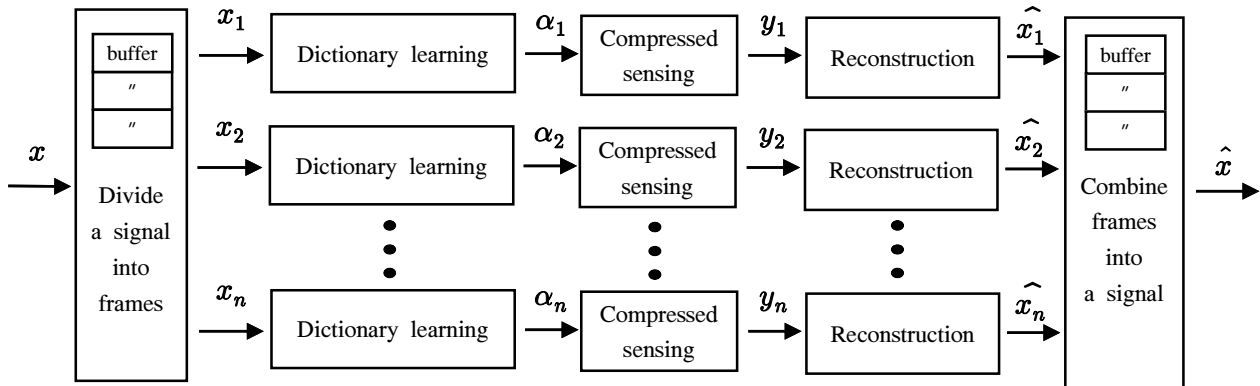 x
buffer
″
″
Divide
a signal
into
frames
x₁
Dictionary learning
α₁
Compressed
sensing
y₁
Reconstruction
x̂₁
x₂
Dictionary learning
α₂
Compressed
sensing
y₂
Reconstruction
x̂₂
xₙ
Dictionary learning
αₙ
Compressed
sensing
yₙ
Reconstruction
x̂ₙ
buffer
″
″
Combine
frames
into
a signal
x̂